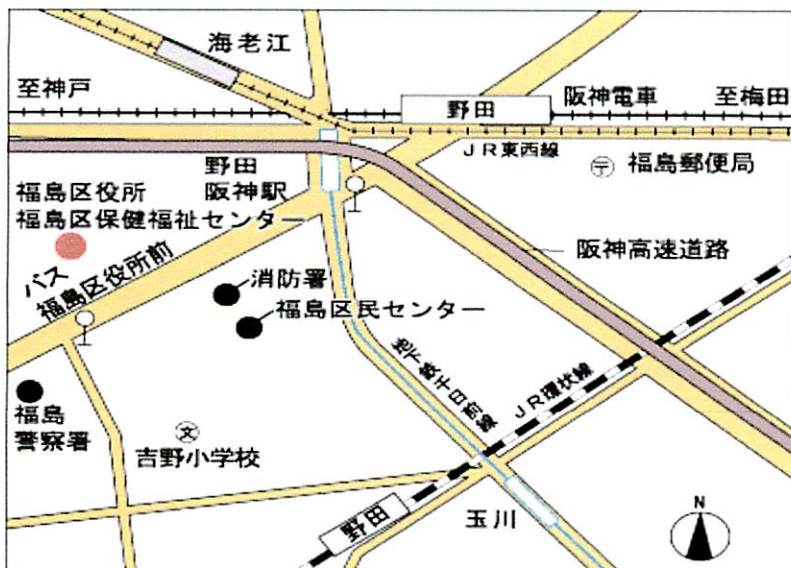 海老江
至神戸
野田
阪神電車
至梅田
JR東西線
野田
阪神駅
〒
福島郵便局
福島区役所
福島区保健福祉センター
阪神高速道路
バス
福島区役所前
消防署
福島区民センター
地下鉄千日前線
JR環状線
福島
警察署
文
吉野小学校
野田
玉川
N